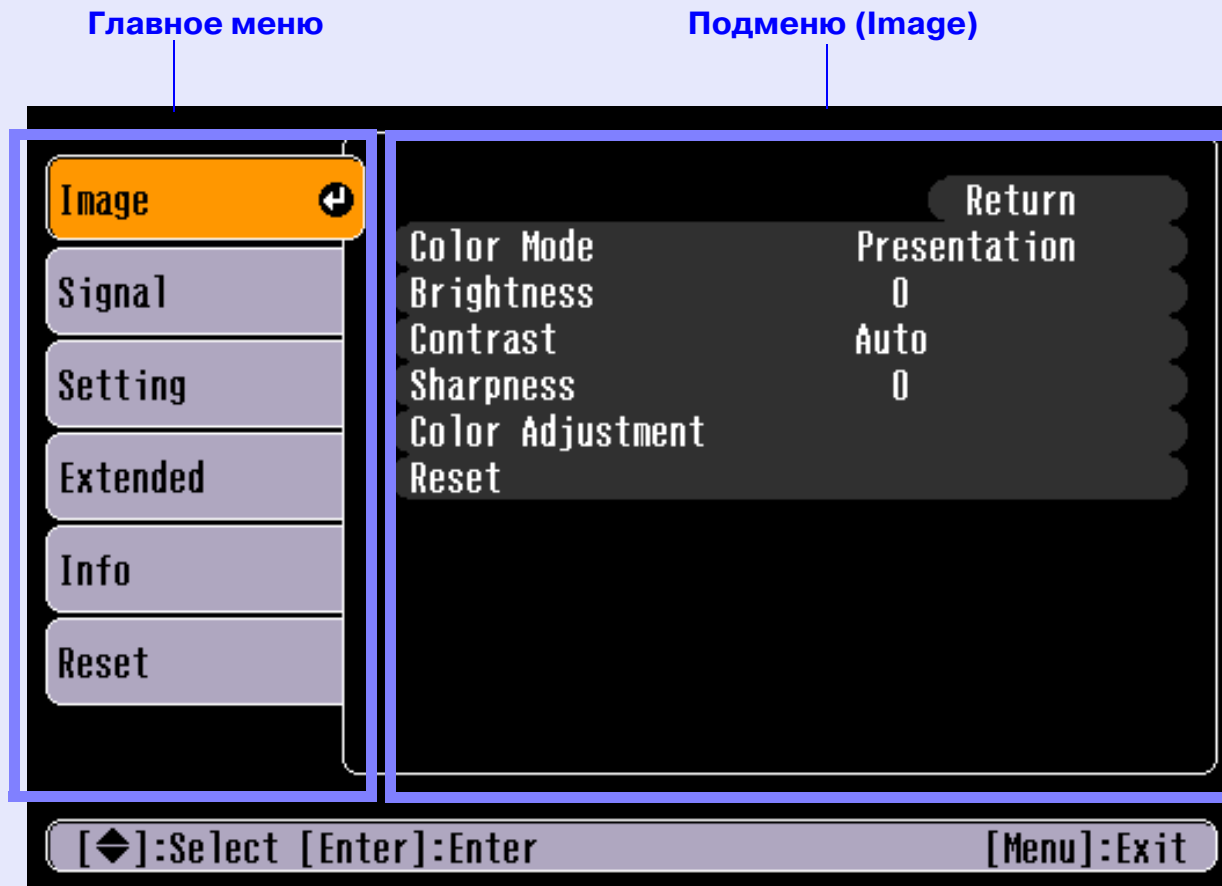 Главное меню
Подменю (Image)
Image
Signal
Setting
Extended
Info
Reset
Return
Color Mode Presentation
Brightness 0
Contrast Auto
Sharpness 0
Color Adjustment
Reset
[◆]:Select [Enter]:Enter [Menu]:Exit